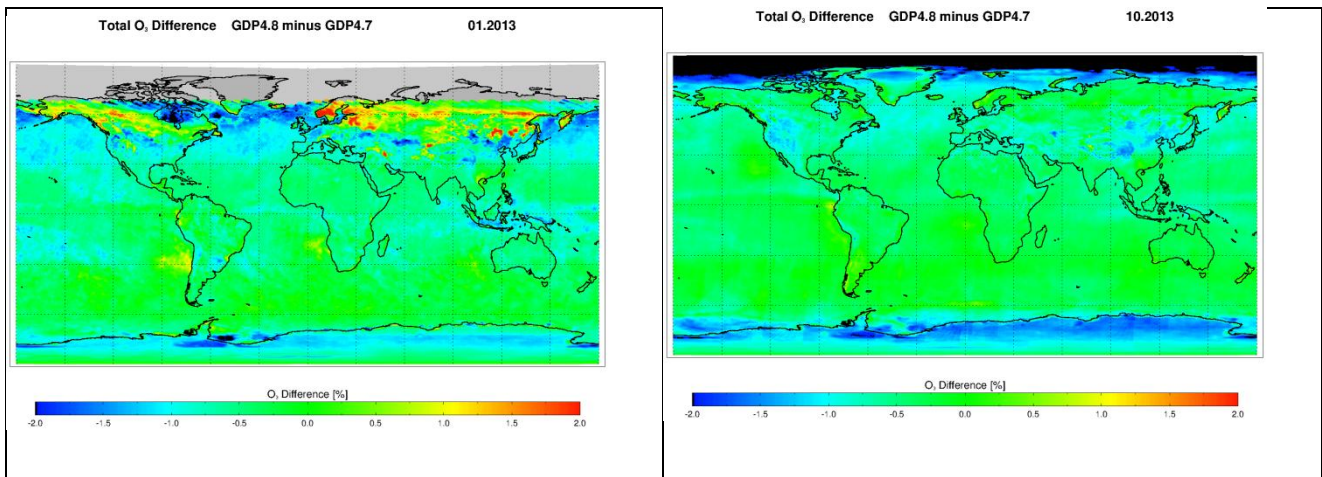 Total O₃ Difference GDP4.8 minus GDP4.7 01.2013
O₃ Difference [%]
-2.0 -1.5 -1.0 -0.5 0.0 0.5 1.0 1.5 2.0
Total O₃ Difference GDP4.8 minus GDP4.7 10.2013
O₃ Difference [%]
-2.0 -1.5 -1.0 -0.5 0.0 0.5 1.0 1.5 2.0